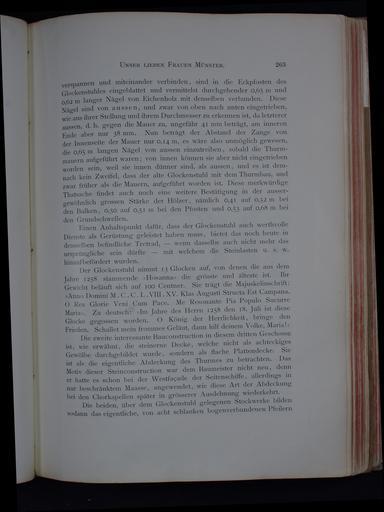 Unser lieben Frauen Münster. 263
verspannen und miteinander verbinden, sind in die Eckpfosten des
Glockenstuhles eingeblattet und vermittelst durchgehender 0,65 m und
0,62 m langer Nägel von Eichenholz mit denselben verbunden. Diese
Nägel sind von aussen, und zwar von oben nach unten eingetrieben,
wie aus ihrer Stellung und ihrem Durchmesser zu erkennen ist, da letzterer
aussen, d. h. gegen die Mauer zu, ungefähr 41 mm beträgt, am inneren
Ende aber nur 38 mm. Nun beträgt der Abstand der Zange von
der Innenseite der Mauer nur 0,14 m, es wäre also unmöglich gewesen,
die 0,65 m langen Nägel von aussen einzutreiben, sobald die Thurm-
mauern aufgeführt waren; von innen können sie aber nicht eingetrieben
worden sein, weil sie innen dünner sind, als aussen, und es ist dem-
nach kein Zweifel, dass der alte Glockenstuhl mit dem Thurmbau, und
zwar früher als die Mauern, aufgeführt worden ist. Diese merkwürdige
Thatsache findet auch noch eine weitere Bestätigung in der ausser-
gewöhnlich grossen Stärke der Hölzer, nämlich 0,41 auf 0,32 m bei
den Balken, 0,50 auf 0,51 m bei den Pfosten und 0,53 auf 0,68 m bei
den Grundschwellen.
Einen Anhaltspunkt dafür, dass der Glockenstuhl auch werthvolle
Dienste als Gerüstung geleistet haben muss, bietet das noch heute in
demselben befindliche Tretrad, — wenn dasselbe auch nicht mehr das
ursprüngliche sein dürfte — mit welchem die Steinlasten u. s. w.
hinaufbefördert wurden.
Der Glockenstuhl nimmt 13 Glocken auf, von denen die aus dem
Jahre 1258 stammende »Hosanna« die grösste und älteste ist. Ihr
Gewicht beläuft sich auf 100 Centner. Sie trägt die Majuskelinschrift:
»Anno Domini M . C . C . L . VIII . XV. Klas Augusti Structa Est Campana.
O Rex Glorie Veni Cum Pace. Me Resonante Pia Populo Sucurre
Maria«. Zu deutsch: »Im Jahre des Herrn 1258 den 18. Juli ist diese
Glocke gegossen worden. O König der Herrlichkeit, bringe den
Frieden. Schallet mein frommes Geläut, dann hilf deinem Volke, Maria!«
Die zweite interessante Bauconstruction in diesem dritten Geschosse
ist, wie erwähnt, die steinerne Decke, welche nicht als achteckiges
Gewölbe durchgebildet wurde, sondern als flache Plattendecke. Sie
ist als die eigentliche Abdeckung des Thurmes zu betrachten. Das
Motiv dieser Steinconstruction war dem Baumeister nicht neu, denn
er hatte es schon bei der Westfaçade der Seitenschiffe, allerdings in
nur beschränktem Maasse, angewendet, wie diese Art der Abdeckung
bei den Chorkapellen später in grösserer Ausdehnung wiederkehrt.
Die beiden, über dem Glockenstuhl gelegenen Stockwerke bilden
sodann das eigentliche, von acht schlanken bogenverbundenen Pfeilern